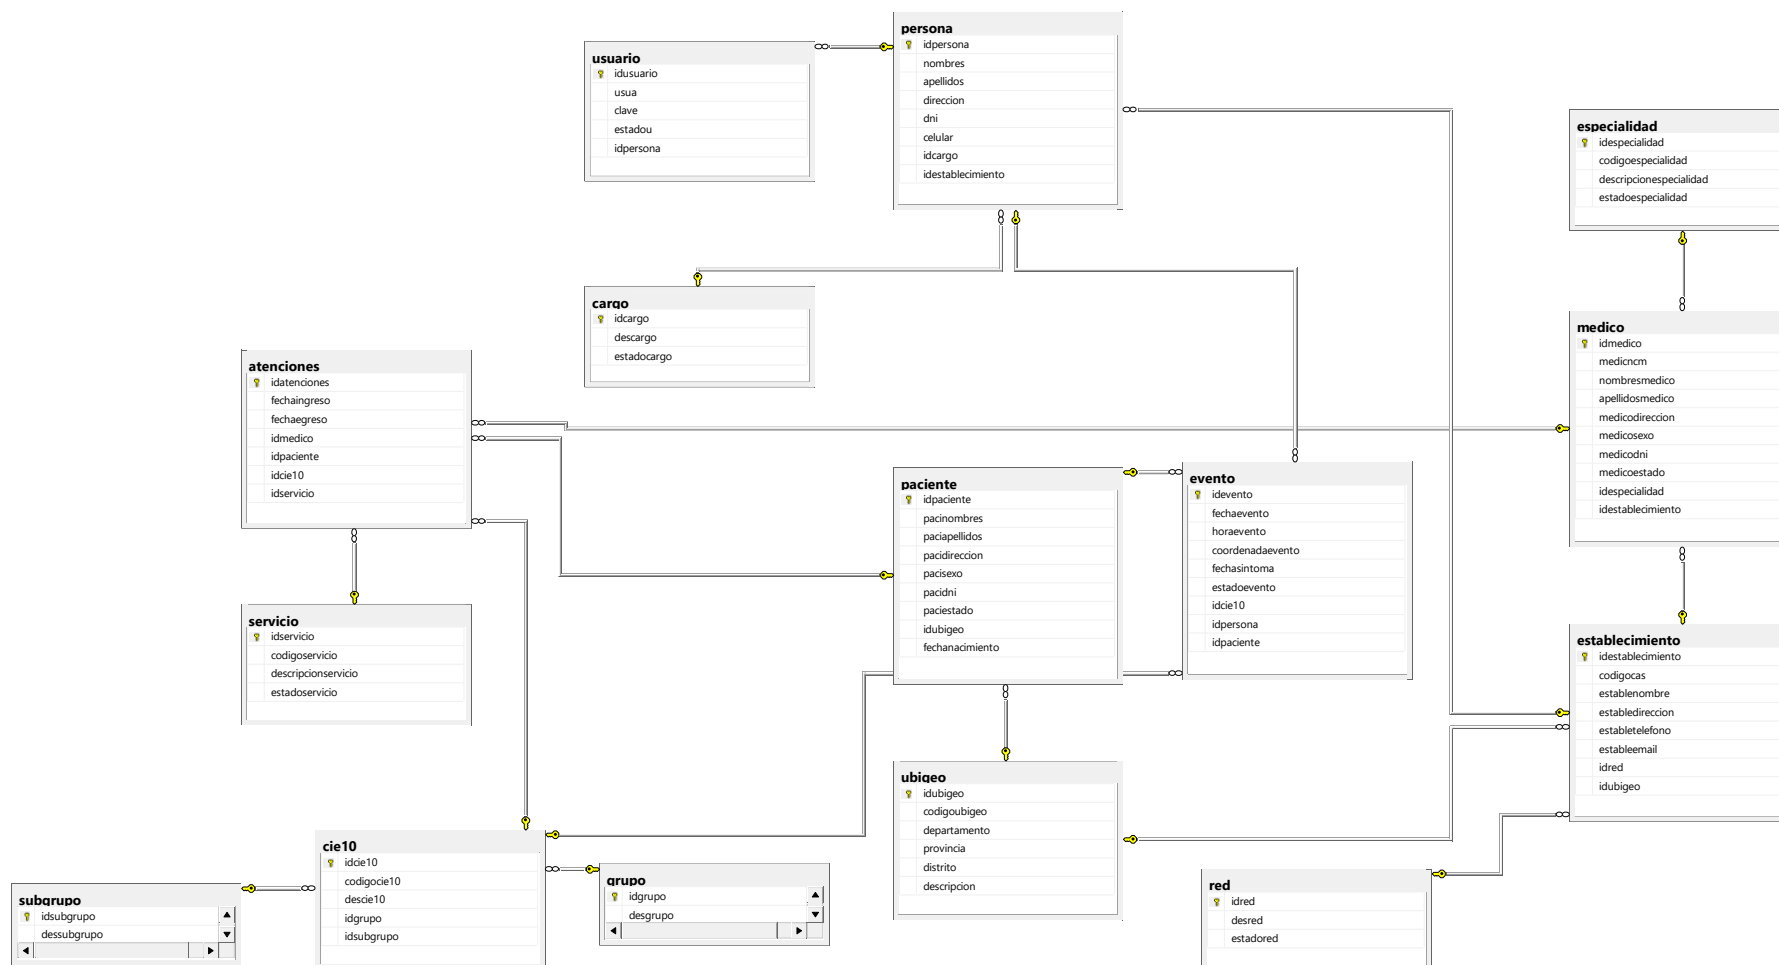 persona
idpersona
nombres
apellidos
direccion
dni
celular
idcargo
idestablecimiento
usuario
idusuario
usua
clave
estadou
idpersona
especialidad
idespecialidad
codigoespecialidad
descripcionespecialidad
estadoespecialidad
cargo
idcargo
descargo
estadocargo
medico
idmedico
medicncm
nombresmedico
apellidosmedico
medicodireccion
medicosexo
medicodni
medicoestado
idespecialidad
idestablecimiento
atenciones
idatenciones
fechaingreso
fechaegreso
idmedico
idpaciente
idcie10
idservicio
paciente
idpaciente
pacinombres
paciapellidos
pacidireccion
pacisexo
pacidni
paciestado
idubigeo
fechanacimiento
evento
idevento
fechaevento
horaevento
coordenadaevento
fechasintoma
estadoevento
idcie10
idpersona
idpaciente
servicio
idservicio
codigoservicio
descripcionservicio
estadoservicio
establecimiento
idestablecimiento
codigocas
establenombre
establedireccion
establetelefono
estableemail
idred
idubigeo
ubigeo
idubigeo
codigoubigeo
departamento
provincia
distrito
descripcion
cie10
idcie10
codigocie10
descie10
idgrupo
idsubgrupo
grupo
idgrupo
desgrupo
subgrupo
idsubgrupo
dessubgrupo
red
idred
desred
estadored